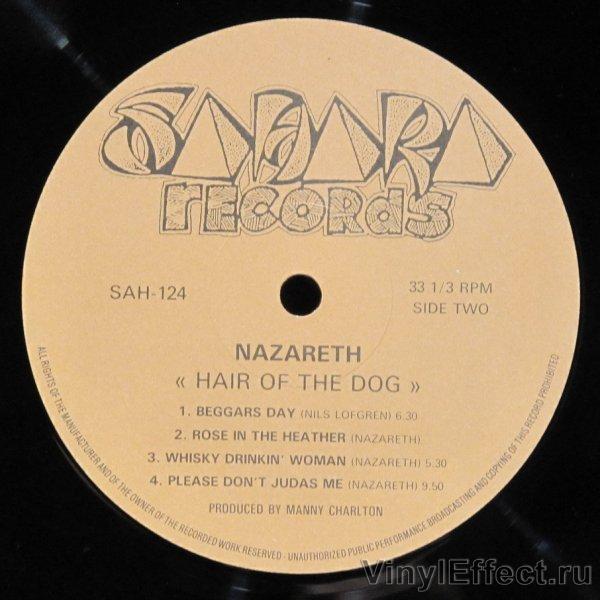 SAHARA
RECORdS
SAH-124
33 1/3 RPM
SIDE TWO
NAZARETH
« HAIR OF THE DOG »
1. BEGGARS DAY (NILS LOFGREN) 6.30
2. ROSE IN THE HEATHER (NAZARETH)
3. WHISKY DRINKIN' WOMAN (NAZARETH) 5.30
4. PLEASE DON'T JUDAS ME (NAZARETH) 9.50
PRODUCED BY MANNY CHARLTON
ALL RIGHTS OF THE MANUFACTURER AND OF THE OWNER OF THE RECORDED WORK RESERVED - UNAUTHORIZED PUBLIC PERFORMANCE BROADCASTING AND COPYING OF THIS RECORD PROHIBITED
VinylEffect.ru